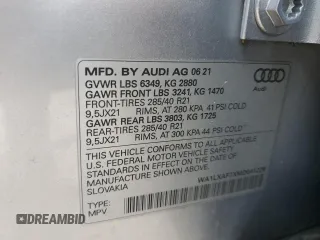 MFD. BY AUDI AG 06 21
GVWR LBS 6349, KG 2880
GAWR FRONT LBS 3241, KG 1470
FRONT-TIRES 285/40 R21
9,5JX21 RIMS, AT 280 KPA 41 PSI COLD
GAWR REAR LBS 3803, KG 1725
REAR-TIRES 285/40 R21
9,5JX21 RIMS, AT 300 KPA 44 PSI COLD
THIS VEHICLE CONFORMS TO ALL APPLICABLE
U.S. FEDERAL MOTOR VEHICLE SAFETY
STANDARDS IN EFFECT ON THE DATE OF
MANUFACTURE SHOWN ABOVE.
SLOVAKIA
TYPE:
MPV
Audi
AUTOBIDMASTER